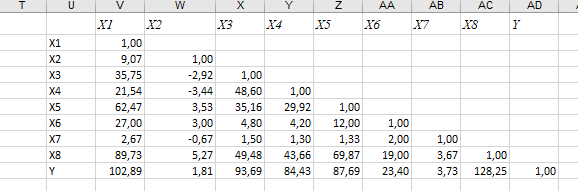 T U V W X Y Z AA AB AC AD
X1 X2 X3 X4 X5 X6 X7 X8 Y
X1 1,00
X2 9,07 1,00
X3 35,75 -2,92 1,00
X4 21,54 -3,44 48,60 1,00
X5 62,47 3,53 35,16 29,92 1,00
X6 27,00 3,00 4,80 4,20 12,00 1,00
X7 2,67 -0,67 1,50 1,30 1,33 2,00 1,00
X8 89,73 5,27 49,48 43,66 69,87 19,00 3,67 1,00
Y 102,89 1,81 93,69 84,43 87,69 23,40 3,73 128,25 1,00